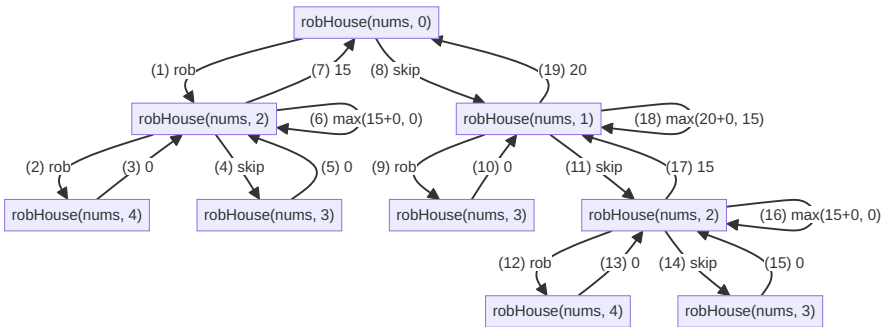 robHouse(nums, 0)
(1) rob
(7) 15
(8) skip
(19) 20
robHouse(nums, 2)
(6) max(15+0, 0)
robHouse(nums, 1)
(18) max(20+0, 15)
(2) rob
(3) 0
(4) skip
(5) 0
(9) rob
(10) 0
(11) skip
(17) 15
robHouse(nums, 4)
robHouse(nums, 3)
robHouse(nums, 3)
robHouse(nums, 2)
(16) max(15+0, 0)
(12) rob
(13) 0
(14) skip
(15) 0
robHouse(nums, 4)
robHouse(nums, 3)